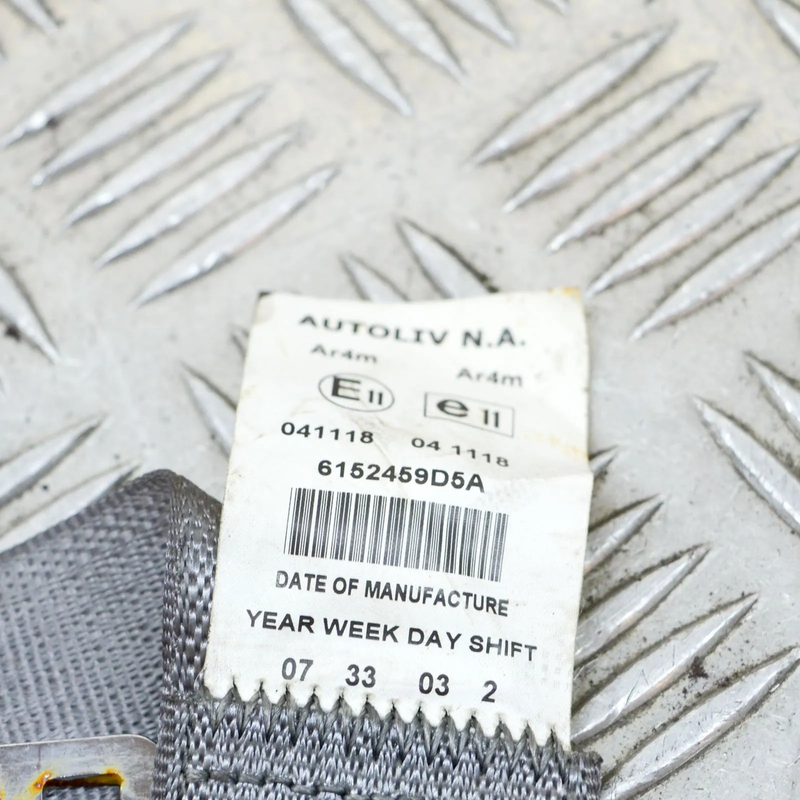 AUTOLIV N.A.
Ar4m Ar4m
E11 e 11
041118 04 1118
6152459D5A
DATE OF MANUFACTURE
YEAR WEEK DAY SHIFT
07 33 03 2